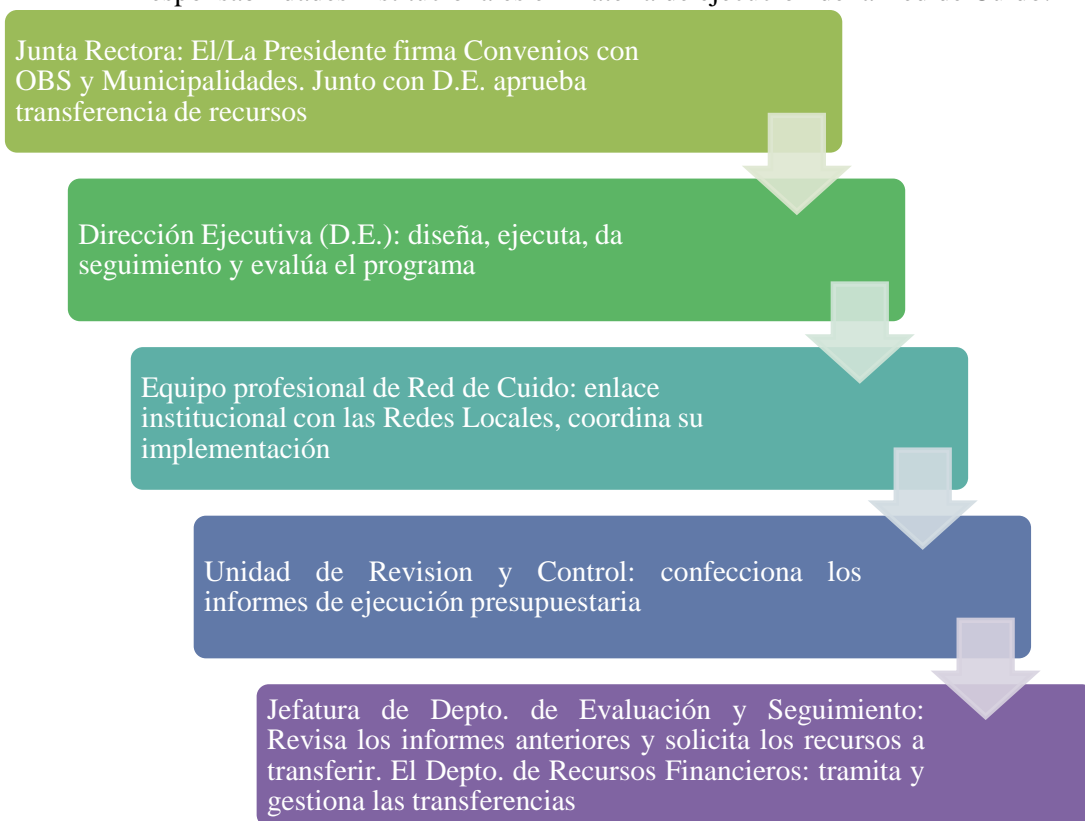 Junta Rectora: El/La Presidente firma Convenios con
OBS y Municipalidades. Junto con D.E. aprueba
transferencia de recursos
Dirección Ejecutiva (D.E.): diseña, ejecuta, da
seguimiento y evalúa el programa
Equipo profesional de Red de Cuido: enlace
institucional con las Redes Locales, coordina su
implementación
Unidad de Revision y Control: confecciona los
informes de ejecución presupuestaria
Jefatura de Depto. de Evaluación y Seguimiento:
Revisa los informes anteriores y solicita los recursos a
transferir. El Depto. de Recursos Financieros: tramita y
gestiona las transferencias